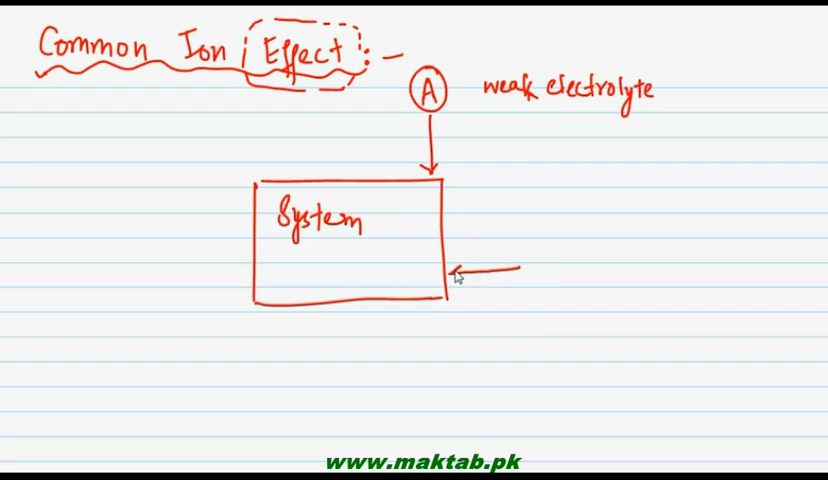 Common Ion Effect : -
A weak electrolyte
System
www.maktab.pk